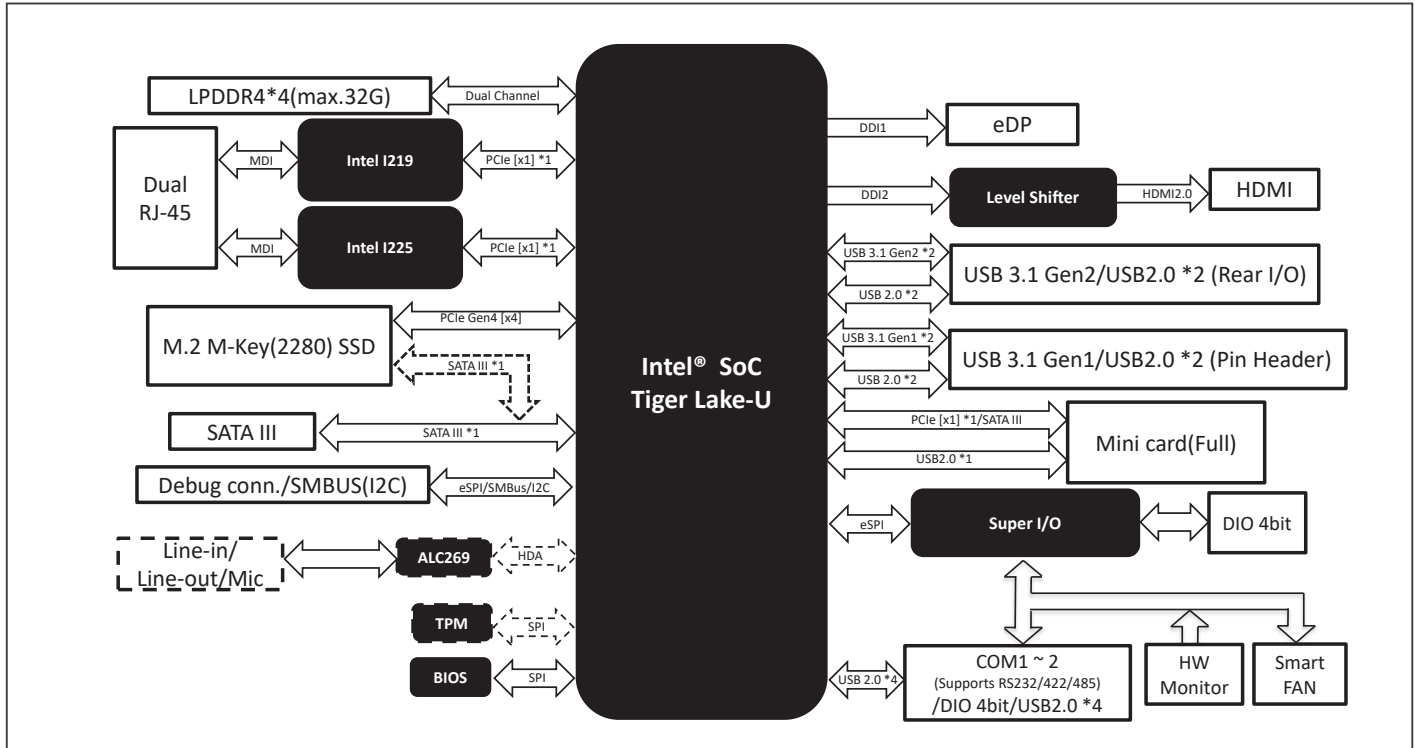 LPDDR4*4(max.32G)
Dual Channel
Dual
RJ-45
MDI
Intel I219
PCIe [x1] *1
MDI
Intel I225
PCIe [x1] *1
M.2 M-Key(2280) SSD
PCIe Gen4 [x4]
SATA III *1
SATA III
SATA III *1
Debug conn./SMBUS(I2C)
eSPI/SMBus/I2C
Line-in/
Line-out/Mic
ALC269
HDA
TPM
SPI
BIOS
SPI
Intel® SoC
Tiger Lake-U
DDI1
eDP
DDI2
Level Shifter
HDMI2.0
HDMI
USB 3.1 Gen2 *2
USB 2.0 *2
USB 3.1 Gen2/USB2.0 *2 (Rear I/O)
USB 3.1 Gen1 *2
USB 2.0 *2
USB 3.1 Gen1/USB2.0 *2 (Pin Header)
PCIe [x1] *1/SATA III
USB2.0 *1
Mini card(Full)
eSPI
Super I/O
DIO 4bit
USB 2.0 *4
COM1 ~ 2
(Supports RS232/422/485)
/DIO 4bit/USB2.0 *4
HW
Monitor
Smart
FAN